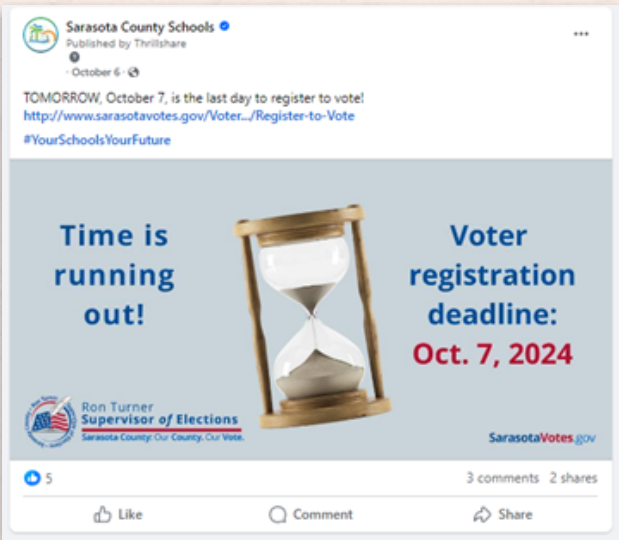 Sarasota County Schools
Published by Thrillshare
· October 6 ·
TOMORROW, October 7, is the last day to register to vote!
http://www.sarasotavotes.gov/Voter.../Register-to-Vote
#YourSchoolsYourFuture
Time is
running
out!
Voter
registration
deadline:
Oct. 7, 2024
Ron Turner
Supervisor of Elections
Sarasota County: Our County. Our Vote.
SarasotaVotes.gov
5
3 comments 2 shares
Like
Comment
Share